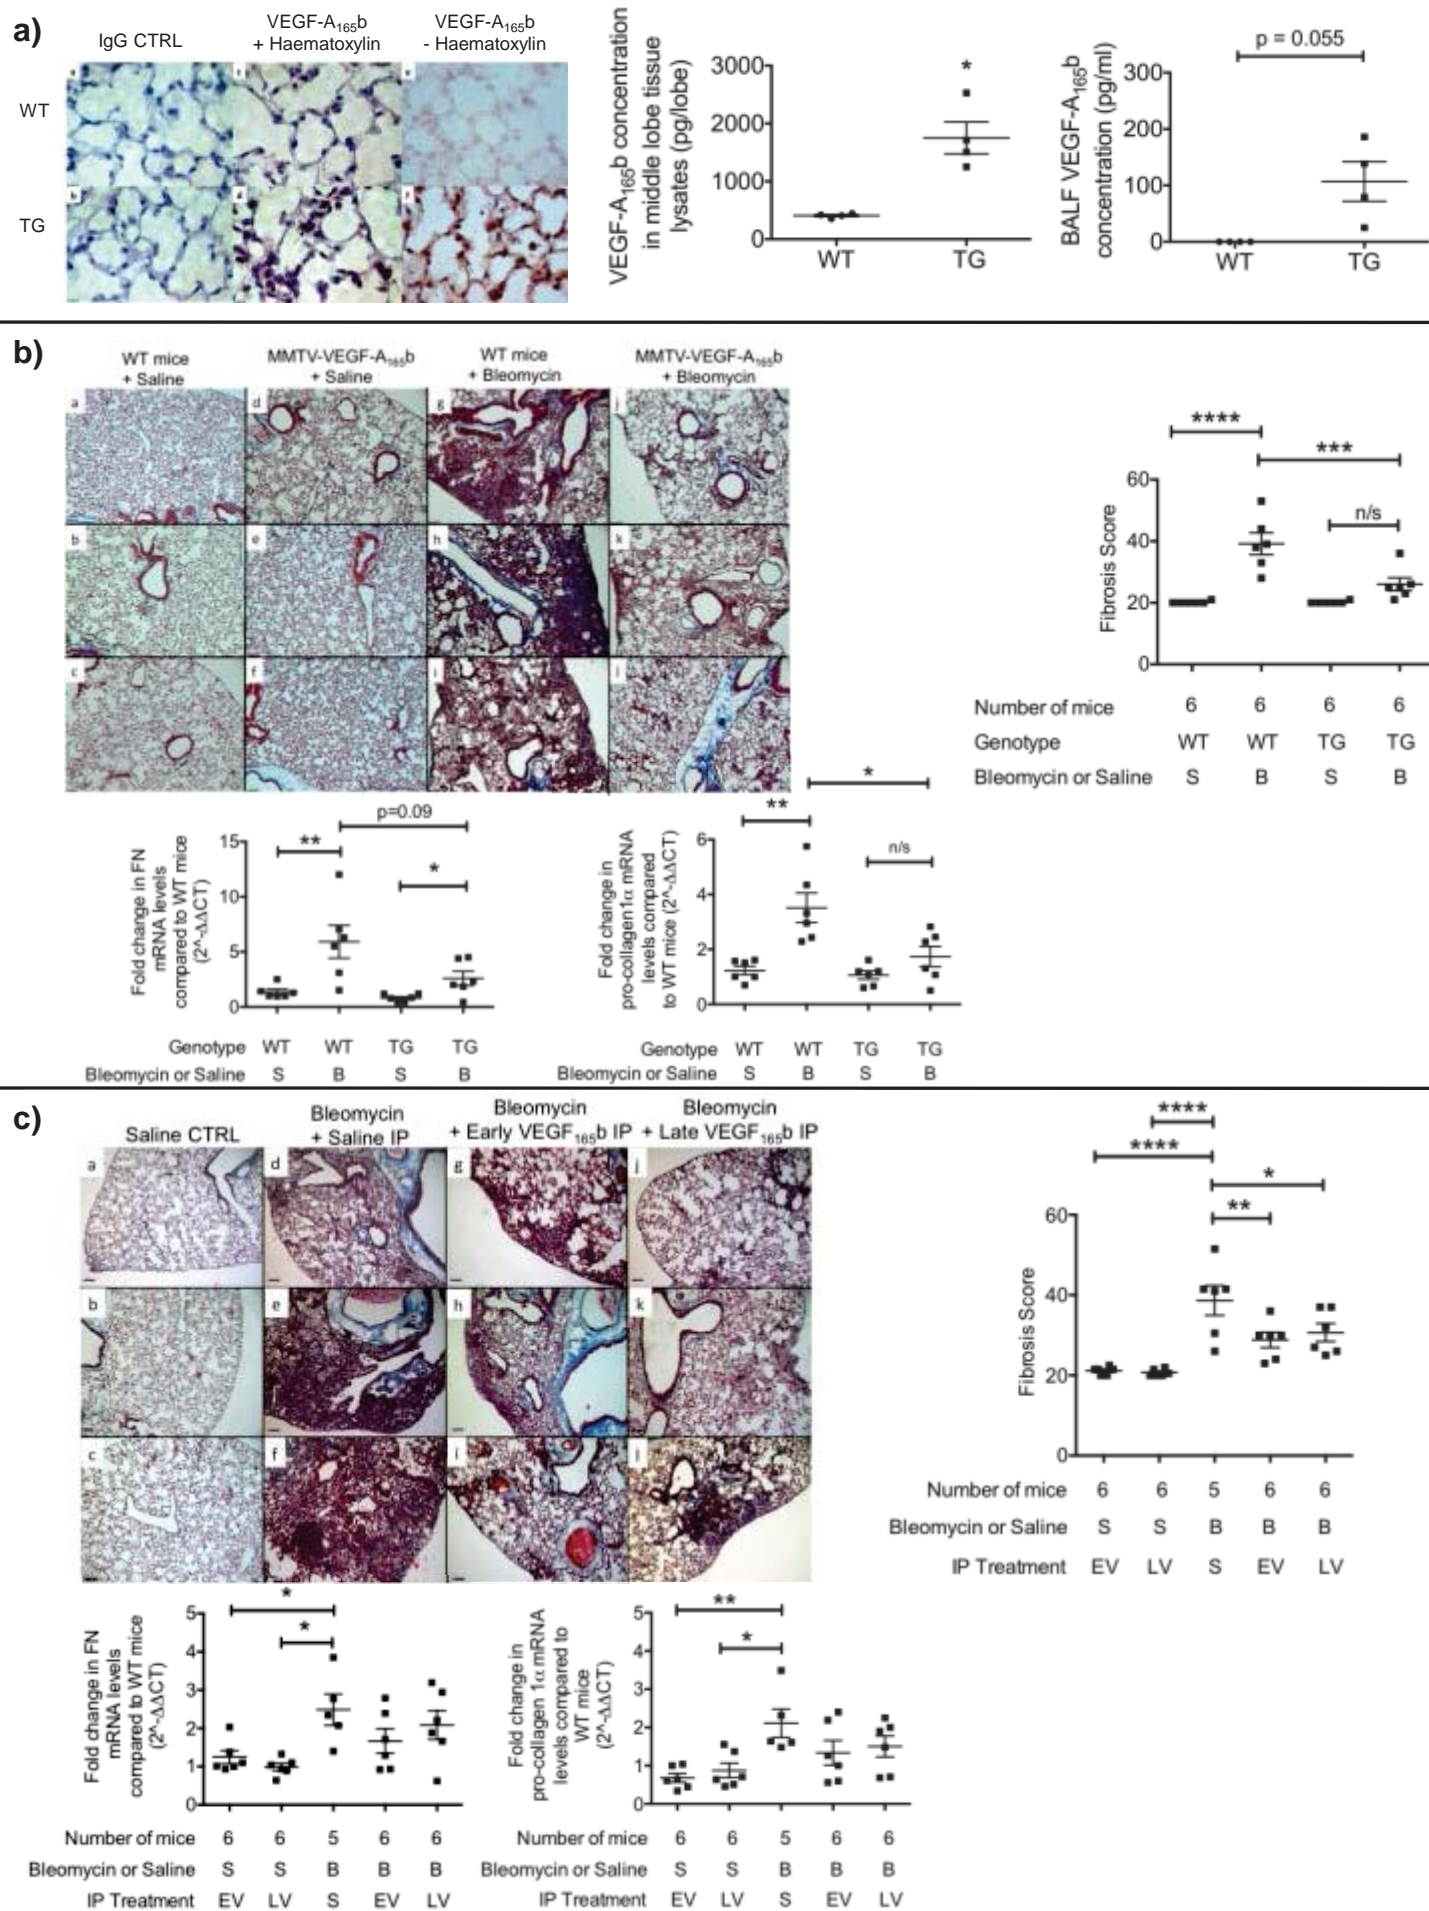 a)
IgG CTRL
VEGF-A165b
+ Haematoxylin
VEGF-A165b
- Haematoxylin
WT
TG
a
c
e
b
d
f
VEGF-A165b concentration
in middle lobe tissue
lysates (pg/lobe)
3000
2000
1000
0
*
WT
TG
BALF VEGF-A165b
concentration (pg/ml)
p = 0.055
300
200
100
0
WT
TG
b)
WT mice
+ Saline
MMTV-VEGF-A165b
+ Saline
WT mice
+ Bleomycin
MMTV-VEGF-A165b
+ Bleomycin
a
d
g
j
b
e
h
k
c
f
i
l
****
***
n/s
Fibrosis Score
60
40
20
0
Number of mice 6 6 6 6
Genotype WT WT TG TG
Bleomycin or Saline S B S B
Fold change in FN
mRNA levels
compared to WT mice
(2^-ΔΔCT)
p=0.09
**
*
15
10
5
0
Genotype WT WT TG TG
Bleomycin or Saline S B S B
Fold change in
pro-collagen1α mRNA
levels compared
to WT mice (2^-ΔΔCT)
*
**
n/s
6
4
2
0
Genotype WT WT TG TG
Bleomycin or Saline S B S B
c)
Saline CTRL
Bleomycin
+ Saline IP
Bleomycin
+ Early VEGF165b IP
Bleomycin
+ Late VEGF165b IP
a
d
g
j
b
e
h
k
c
f
i
l
****
****
*
**
Fibrosis Score
60
40
20
0
Number of mice 6 6 5 6 6
Bleomycin or Saline S S B B B
IP Treatment EV LV S EV LV
Fold change in FN
mRNA levels
compared to WT mice
(2^-ΔΔCT)
*
*
5
4
3
2
1
0
Number of mice 6 6 5 6 6
Bleomycin or Saline S S B B B
IP Treatment EV LV S EV LV
Fold change in
pro-collagen 1α mRNA
levels compared to
WT mice
(2^-ΔΔCT)
**
*
5
4
3
2
1
0
Number of mice 6 6 5 6 6
Bleomycin or Saline S S B B B
IP Treatment EV LV S EV LV